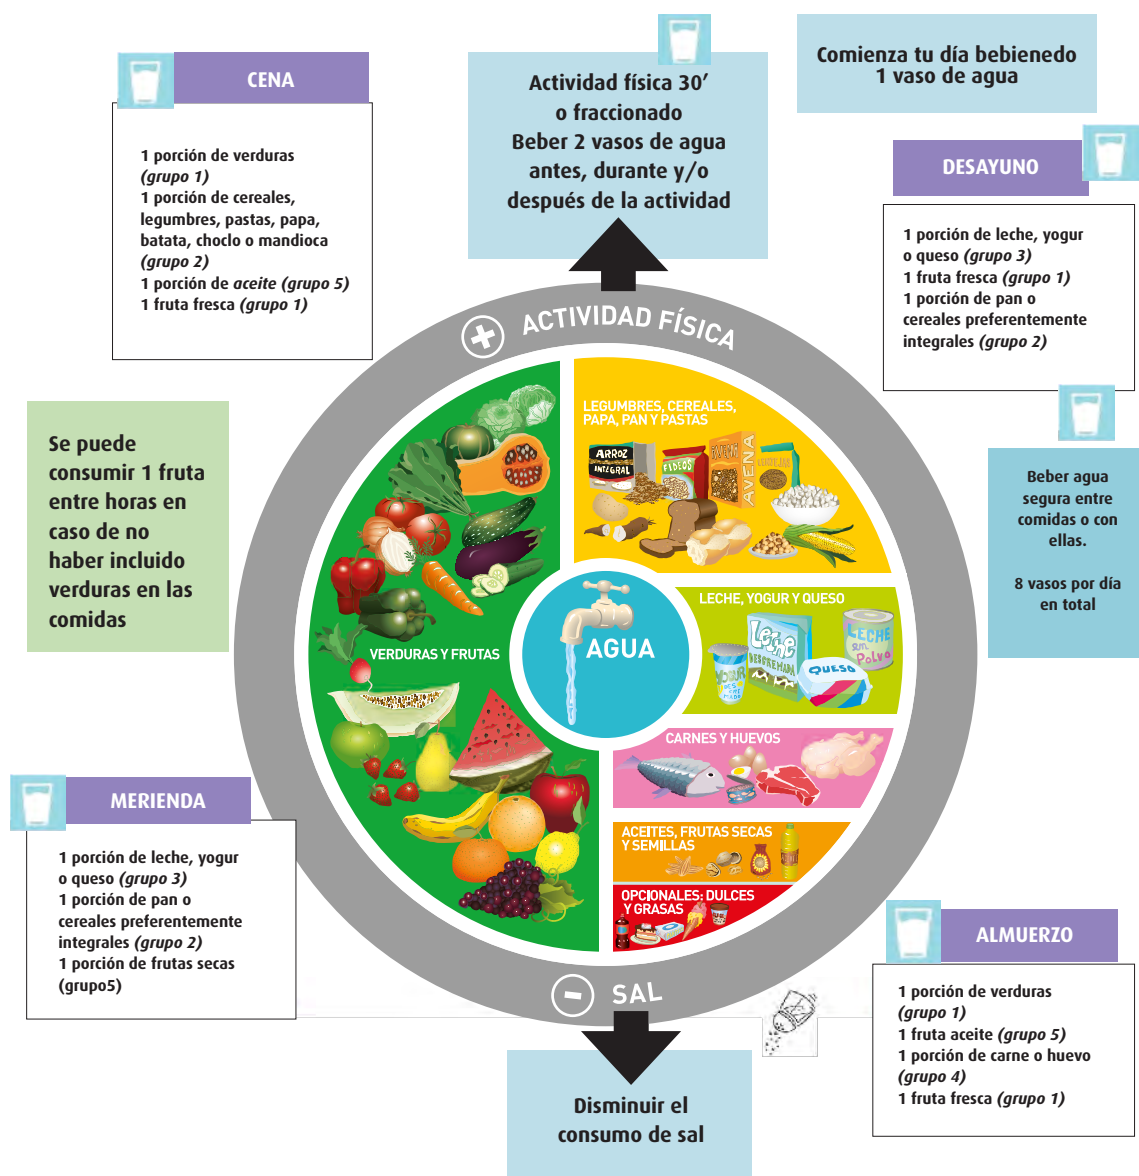 Comienza tu día bebienedo
1 vaso de agua
Actividad física 30’
o fraccionado
Beber 2 vasos de agua
antes, durante y/o
después de la actividad
CENA
1 porción de verduras
(grupo 1)
1 porción de cereales,
legumbres, pastas, papa,
batata, choclo o mandioca
(grupo 2)
1 porción de aceite (grupo 5)
1 fruta fresca (grupo 1)
DESAYUNO
1 porción de leche, yogur
o queso (grupo 3)
1 fruta fresca (grupo 1)
1 porción de pan o
cereales preferentemente
integrales (grupo 2)
Se puede
consumir 1 fruta
entre horas en
caso de no
haber incluido
verduras en las
comidas
Beber agua
segura entre
comidas o con
ellas.
8 vasos por día
en total
+ ACTIVIDAD FÍSICA
LEGUMBRES, CEREALES,
PAPA, PAN Y PASTAS
ARROZ
INTEGRAL
FIDEOS
AVENA
AVENA
VERDURAS Y FRUTAS
AGUA
LECHE, YOGUR Y QUESO
Leche
DESCREMADA
YOGUR
DES
CRE
MADO
QUESO
LECHE
en
Polvo
CARNES Y HUEVOS
ACEITES, FRUTAS SECAS
Y SEMILLAS
OPCIONALES: DULCES
Y GRASAS
- SAL
MERIENDA
1 porción de leche, yogur
o queso (grupo 3)
1 porción de pan o
cereales preferentemente
integrales (grupo 2)
1 porción de frutas secas
(grupo5)
ALMUERZO
1 porción de verduras
(grupo 1)
1 fruta aceite (grupo 5)
1 porción de carne o huevo
(grupo 4)
1 fruta fresca (grupo 1)
Disminuir el
consumo de sal